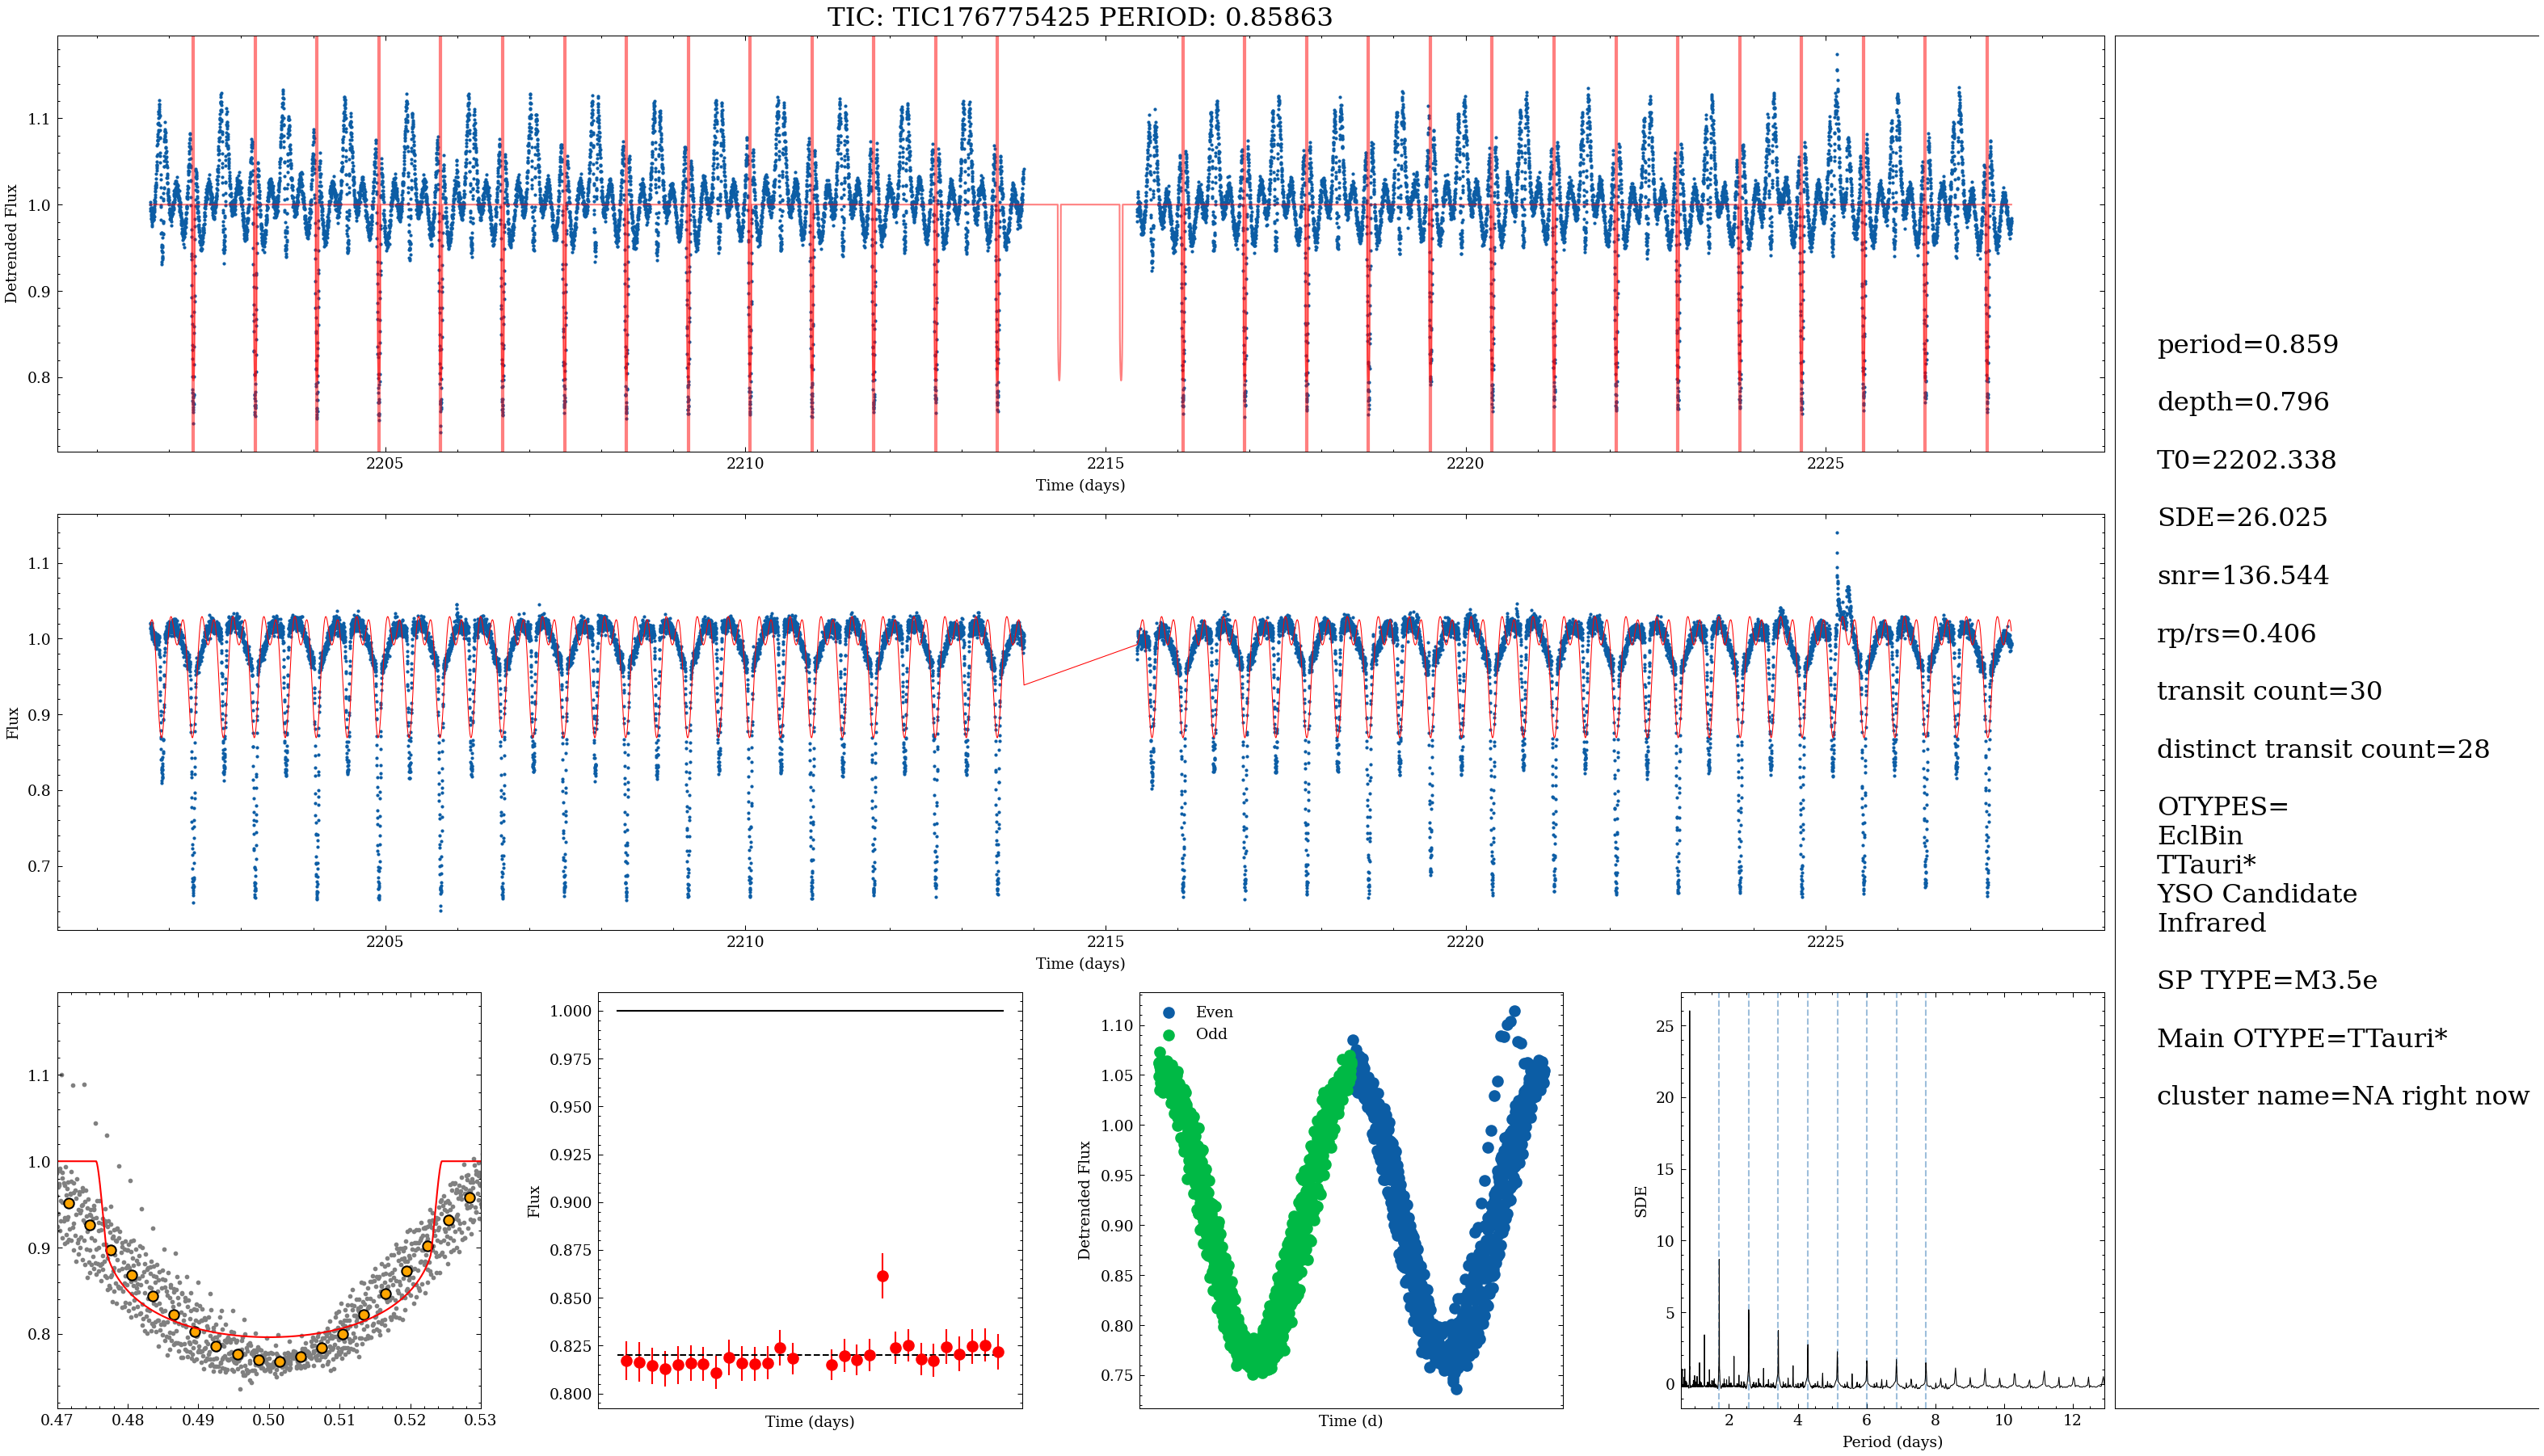 TIC: TIC176775425 PERIOD: 0.85863
1.1
1.0
0.9
0.8
Detrended Flux
2205 2210 2215 2220 2225
Time (days)
1.1
1.0
0.9
0.8
0.7
Flux
2205 2210 2215 2220 2225
Time (days)
1.1
1.0
0.9
0.8
0.47 0.48 0.49 0.50 0.51 0.52 0.53
1.000
0.975
0.950
0.925
0.900
0.875
0.850
0.825
0.800
Flux
Time (days)
Even
Odd
1.10
1.05
1.00
0.95
0.90
0.85
0.80
0.75
Detrended Flux
Time (d)
25
20
15
10
5
0
SDE
2 4 6 8 10 12
Period (days)
period=0.859
depth=0.796
T0=2202.338
SDE=26.025
snr=136.544
rp/rs=0.406
transit count=30
distinct transit count=28
OTYPES=
EclBin
TTauri*
YSO Candidate
Infrared
SP TYPE=M3.5e
Main OTYPE=TTauri*
cluster name=NA right now